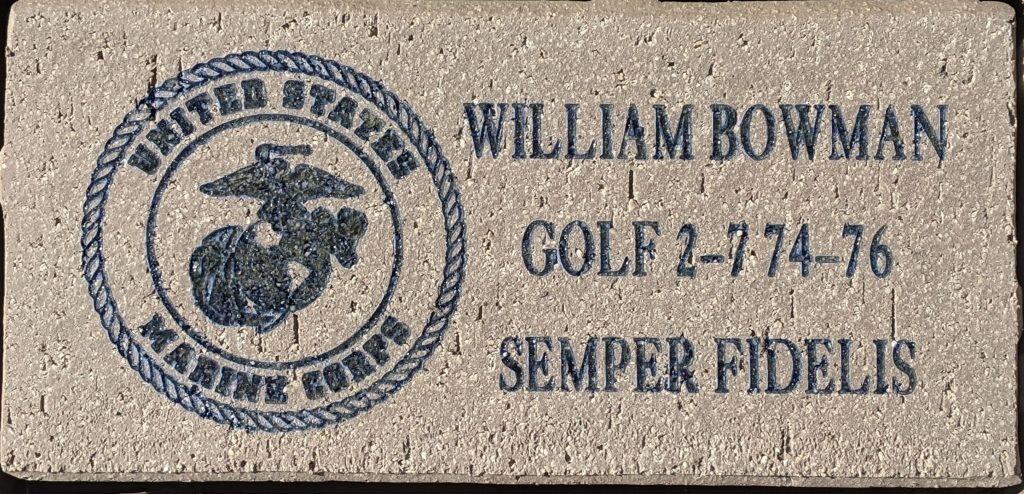 UNITED STATES
MARINE CORPS
WILLIAM BOWMAN
GOLF 2-7 74-76
SEMPER FIDELIS